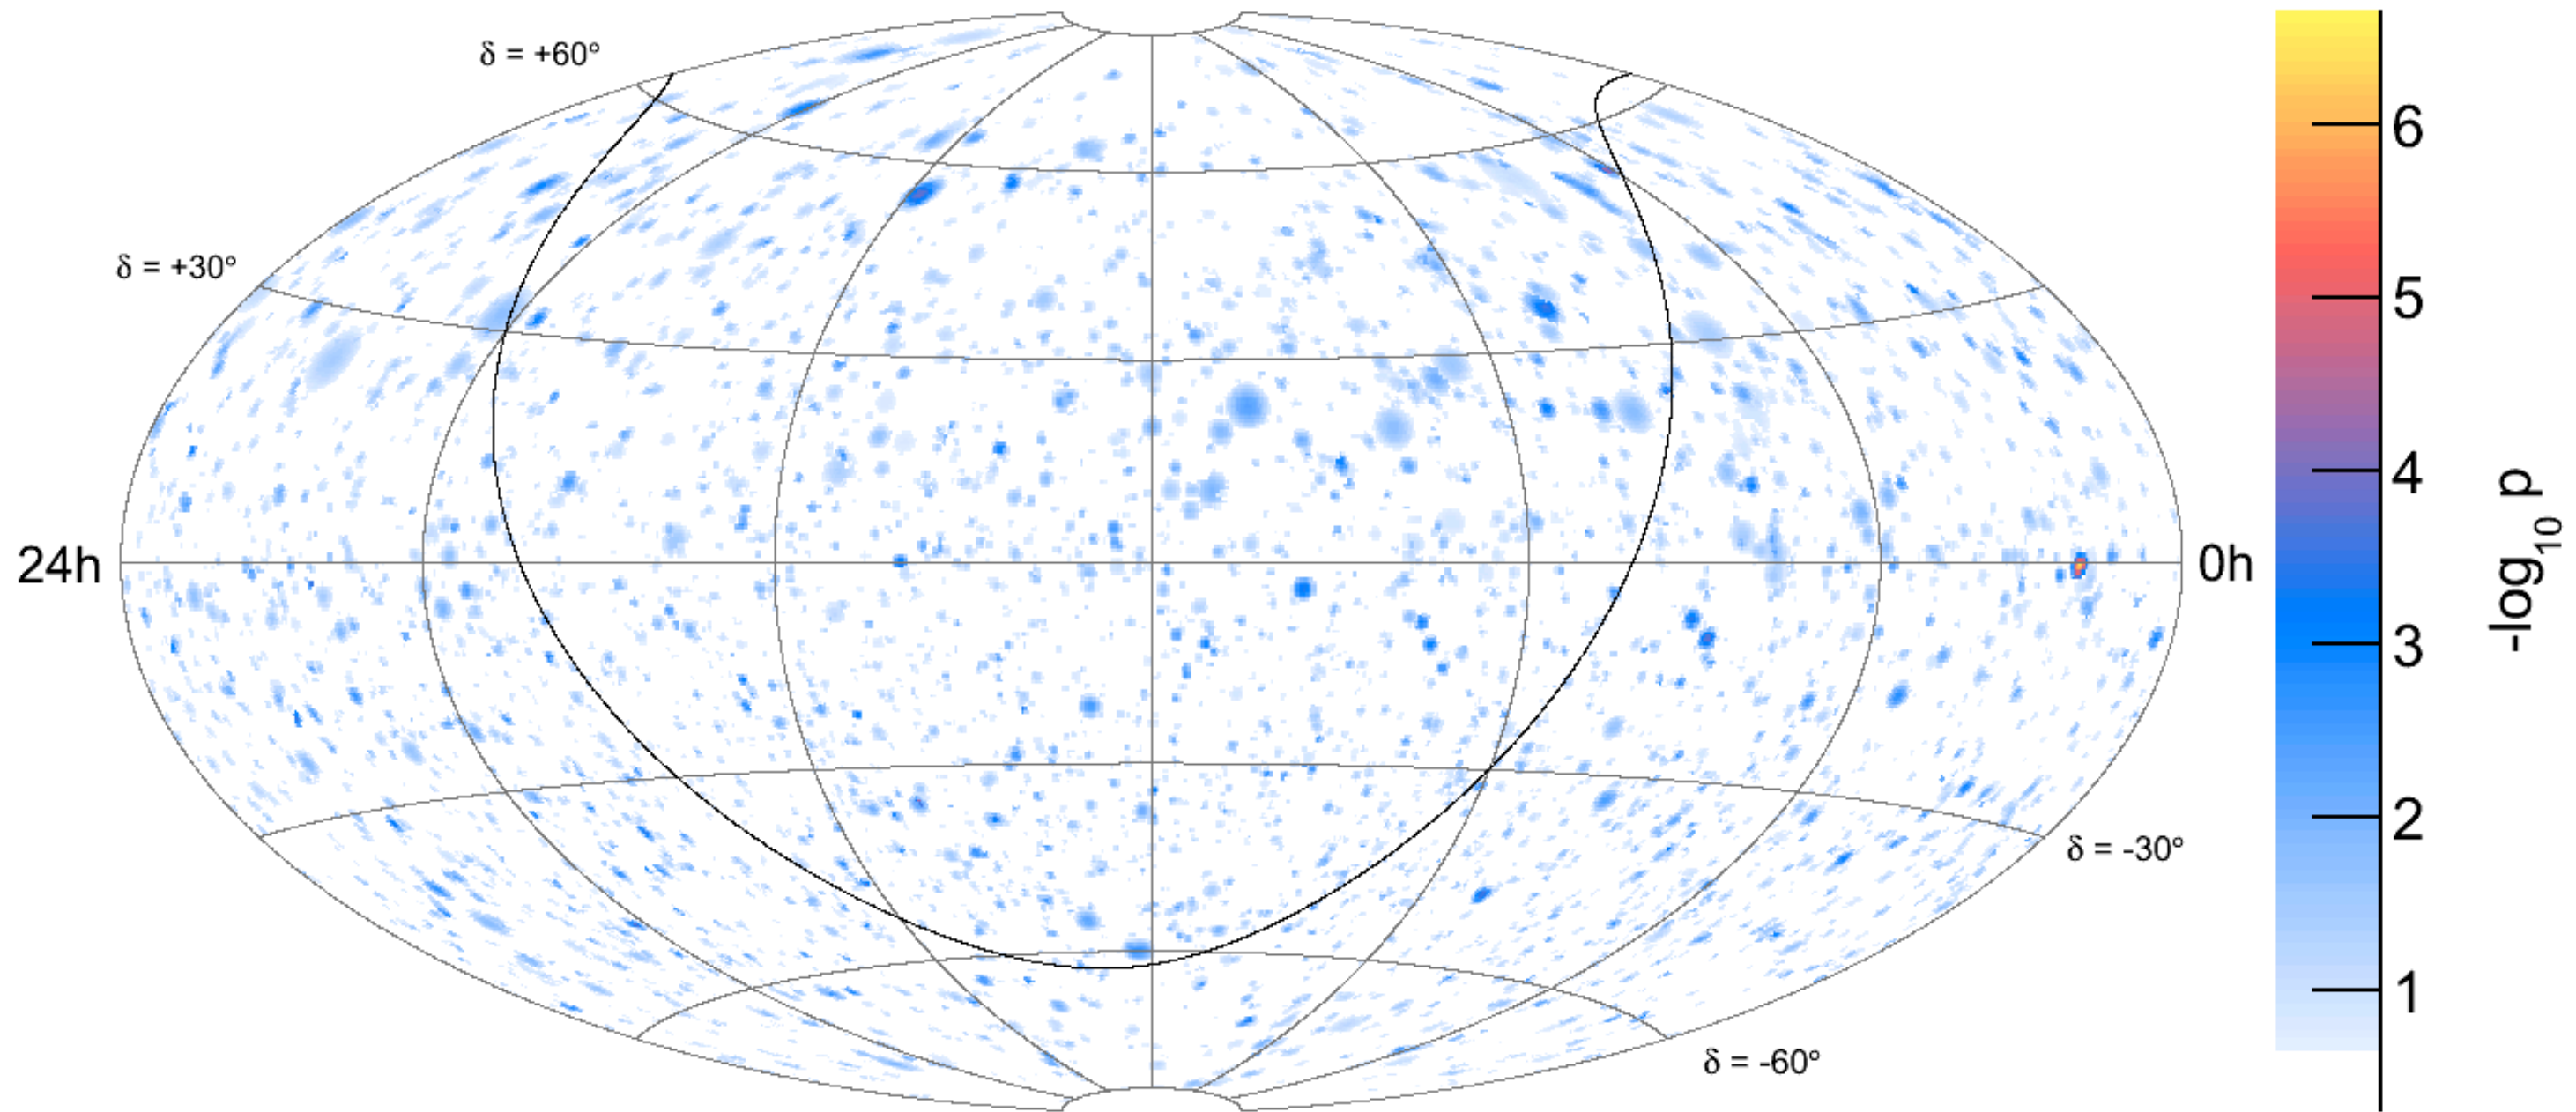 δ = +60°
δ = +30°
24h
0h
δ = -30°
δ = -60°
6
5
4
3
2
1
-log₁₀ p